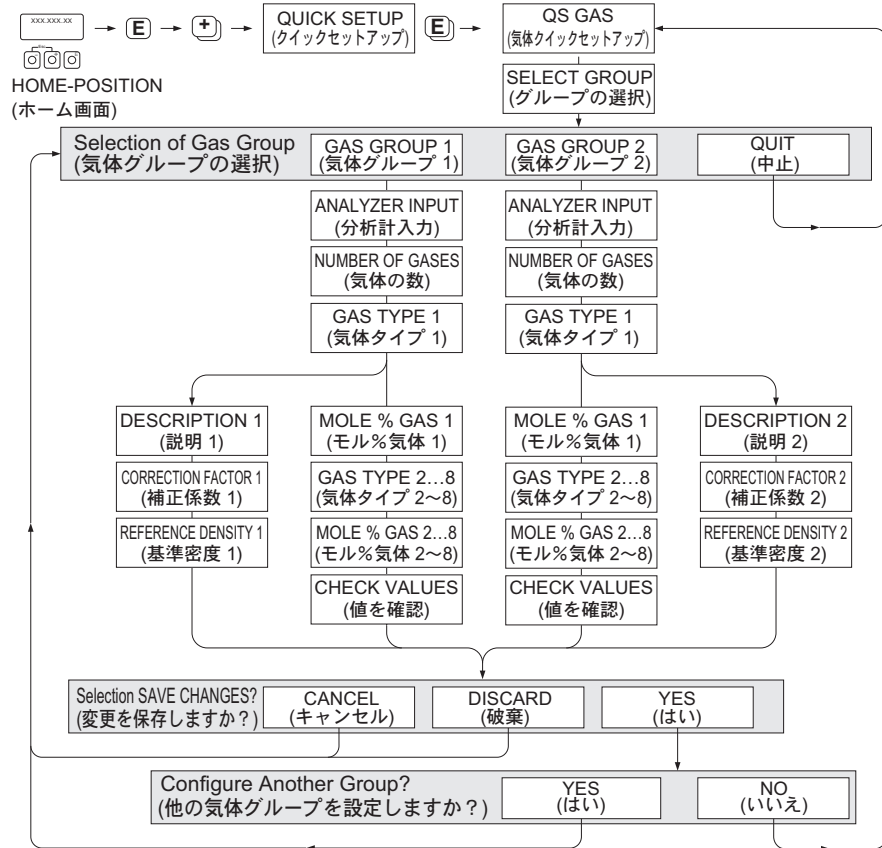 XXX.XXX.XX
Esc
E
+
QUICK SETUP
(クイックセットアップ)
E
QS GAS
(気体クイックセットアップ)
HOME-POSITION
(ホーム画面)
SELECT GROUP
(グループの選択)
Selection of Gas Group
(気体グループの選択)
GAS GROUP 1
(気体グループ 1)
GAS GROUP 2
(気体グループ 2)
QUIT
(中止)
ANALYZER INPUT
(分析計入力)
ANALYZER INPUT
(分析計入力)
NUMBER OF GASES
(気体の数)
NUMBER OF GASES
(気体の数)
GAS TYPE 1
(気体タイプ 1)
GAS TYPE 1
(気体タイプ 1)
DESCRIPTION 1
(説明 1)
MOLE % GAS 1
(モル%気体 1)
MOLE % GAS 1
(モル%気体 1)
DESCRIPTION 2
(説明 2)
CORRECTION FACTOR 1
(補正係数 1)
GAS TYPE 2…8
(気体タイプ 2~8)
GAS TYPE 2…8
(気体タイプ 2~8)
CORRECTION FACTOR 2
(補正係数 2)
REFERENCE DENSITY 1
(基準密度 1)
MOLE % GAS 2…8
(モル%気体 2~8)
MOLE % GAS 2…8
(モル%気体 2~8)
REFERENCE DENSITY 2
(基準密度 2)
CHECK VALUES
(値を確認)
CHECK VALUES
(値を確認)
Selection SAVE CHANGES?
(変更を保存しますか?)
CANCEL
(キャンセル)
DISCARD
(破棄)
YES
(はい)
Configure Another Group?
(他の気体グループを設定しますか?)
YES
(はい)
NO
(いいえ)